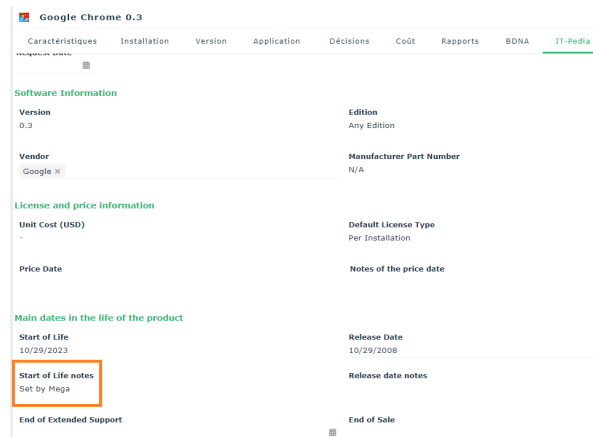 Google Chrome 0.3
Caractéristiques Installation Version Application Décisions Coût Rapports BDNA IT-Pedia
Request Date
Software Information
Version Edition
0.3 Any Edition
Vendor Manufacturer Part Number
Google × N/A
License and price information
Unit Cost (USD) Default License Type
- Per Installation
Price Date Notes of the price date
Main dates in the life of the product
Start of Life Release Date
10/29/2023 10/29/2008
Start of Life notes Release date notes
Set by Mega
End of Extended Support End of Sale